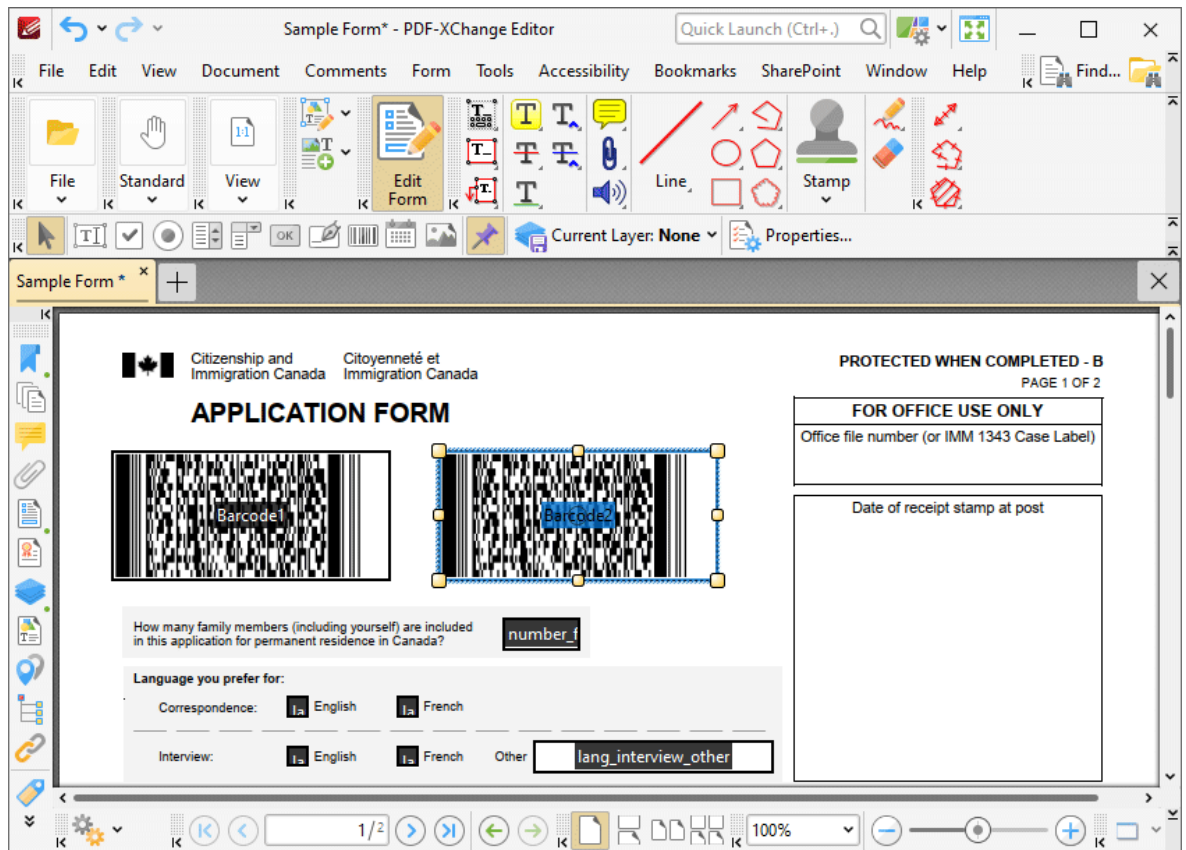 Sample Form* - PDF-XChange Editor
Quick Launch (Ctrl+.)
File Edit View Document Comments Form Tools Accessibility Bookmarks SharePoint Window Help Find...
File Standard View Edit Form Line Stamp
OK Current Layer: None Properties...
Sample Form *
Citizenship and Immigration Canada
Citoyenneté et Immigration Canada
PROTECTED WHEN COMPLETED - B
PAGE 1 OF 2
APPLICATION FORM
FOR OFFICE USE ONLY
Office file number (or IMM 1343 Case Label)
Barcode1 Barcode2
Date of receipt stamp at post
How many family members (including yourself) are included
in this application for permanent residence in Canada?
number_f
Language you prefer for:
Correspondence: la English la French
Interview: la English la French Other lang_interview_other
1/2 100%